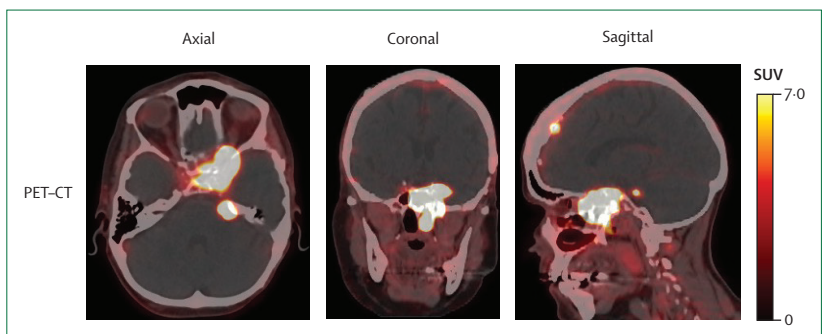 Axial
Coronal
Sagittal
SUV
7·0
PET–CT
0